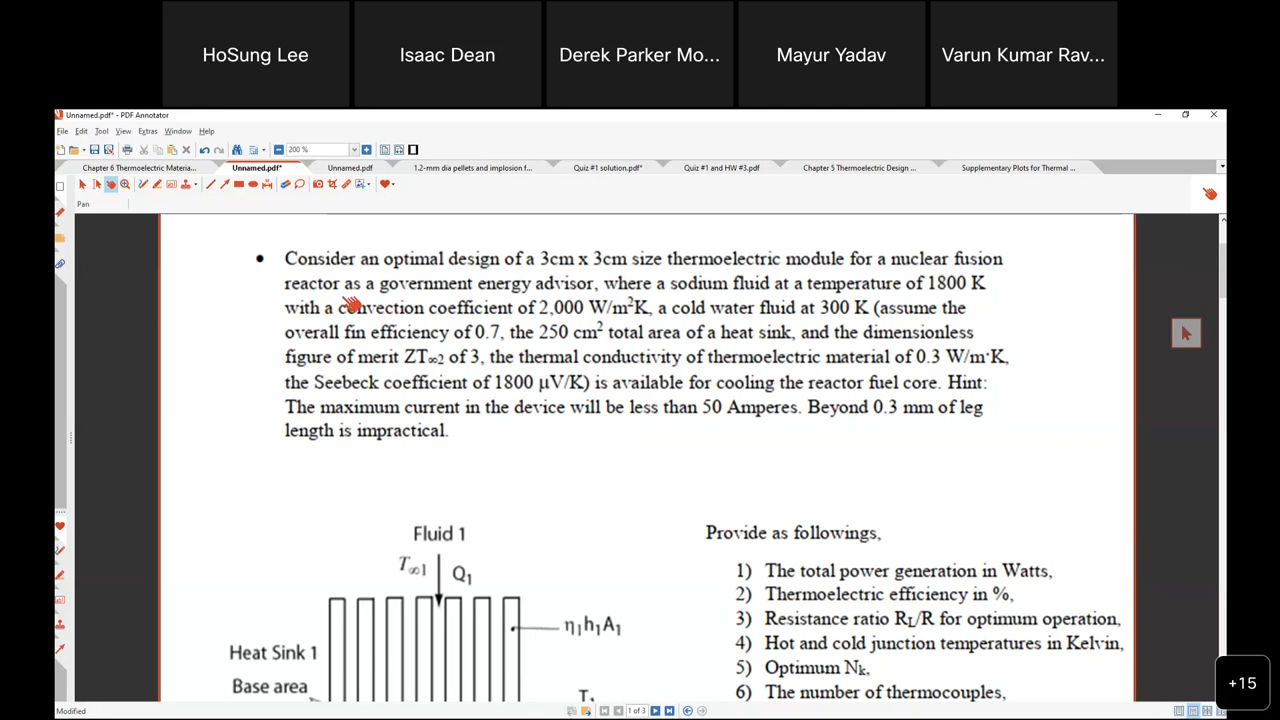 HoSung Lee
Isaac Dean
Derek Parker Mo...
Mayur Yadav
Varun Kumar Rav...
Unnamed.pdf* - PDF Annotator
File Edit Tool View Extras Window Help
200 %
Chapter 6 Thermoelectric Materia...
Unnamed.pdf*
Unnamed.pdf
1.2-mm dia pellets and implosion f...
Quiz #1 solution.pdf*
Quiz #1 and HW #3.pdf
Chapter 5 Thermoelectric Design ...
Supplementary Plots for Thermal ...
Pan
• Consider an optimal design of a 3cm x 3cm size thermoelectric module for a nuclear fusion
reactor as a government energy advisor, where a sodium fluid at a temperature of 1800 K
with a convection coefficient of 2,000 W/m²K, a cold water fluid at 300 K (assume the
overall fin efficiency of 0.7, the 250 cm² total area of a heat sink, and the dimensionless
figure of merit ZT∞2 of 3, the thermal conductivity of thermoelectric material of 0.3 W/m·K,
the Seebeck coefficient of 1800 μV/K) is available for cooling the reactor fuel core. Hint:
The maximum current in the device will be less than 50 Amperes. Beyond 0.3 mm of leg
length is impractical.
Fluid 1
T∞1 Q1
η1h1A1
Heat Sink 1
Base area
Provide as followings,
1) The total power generation in Watts,
2) Thermoelectric efficiency in %,
3) Resistance ratio RL/R for optimum operation,
4) Hot and cold junction temperatures in Kelvin,
5) Optimum Nk,
6) The number of thermocouples,
+15
Modified
1 of 3